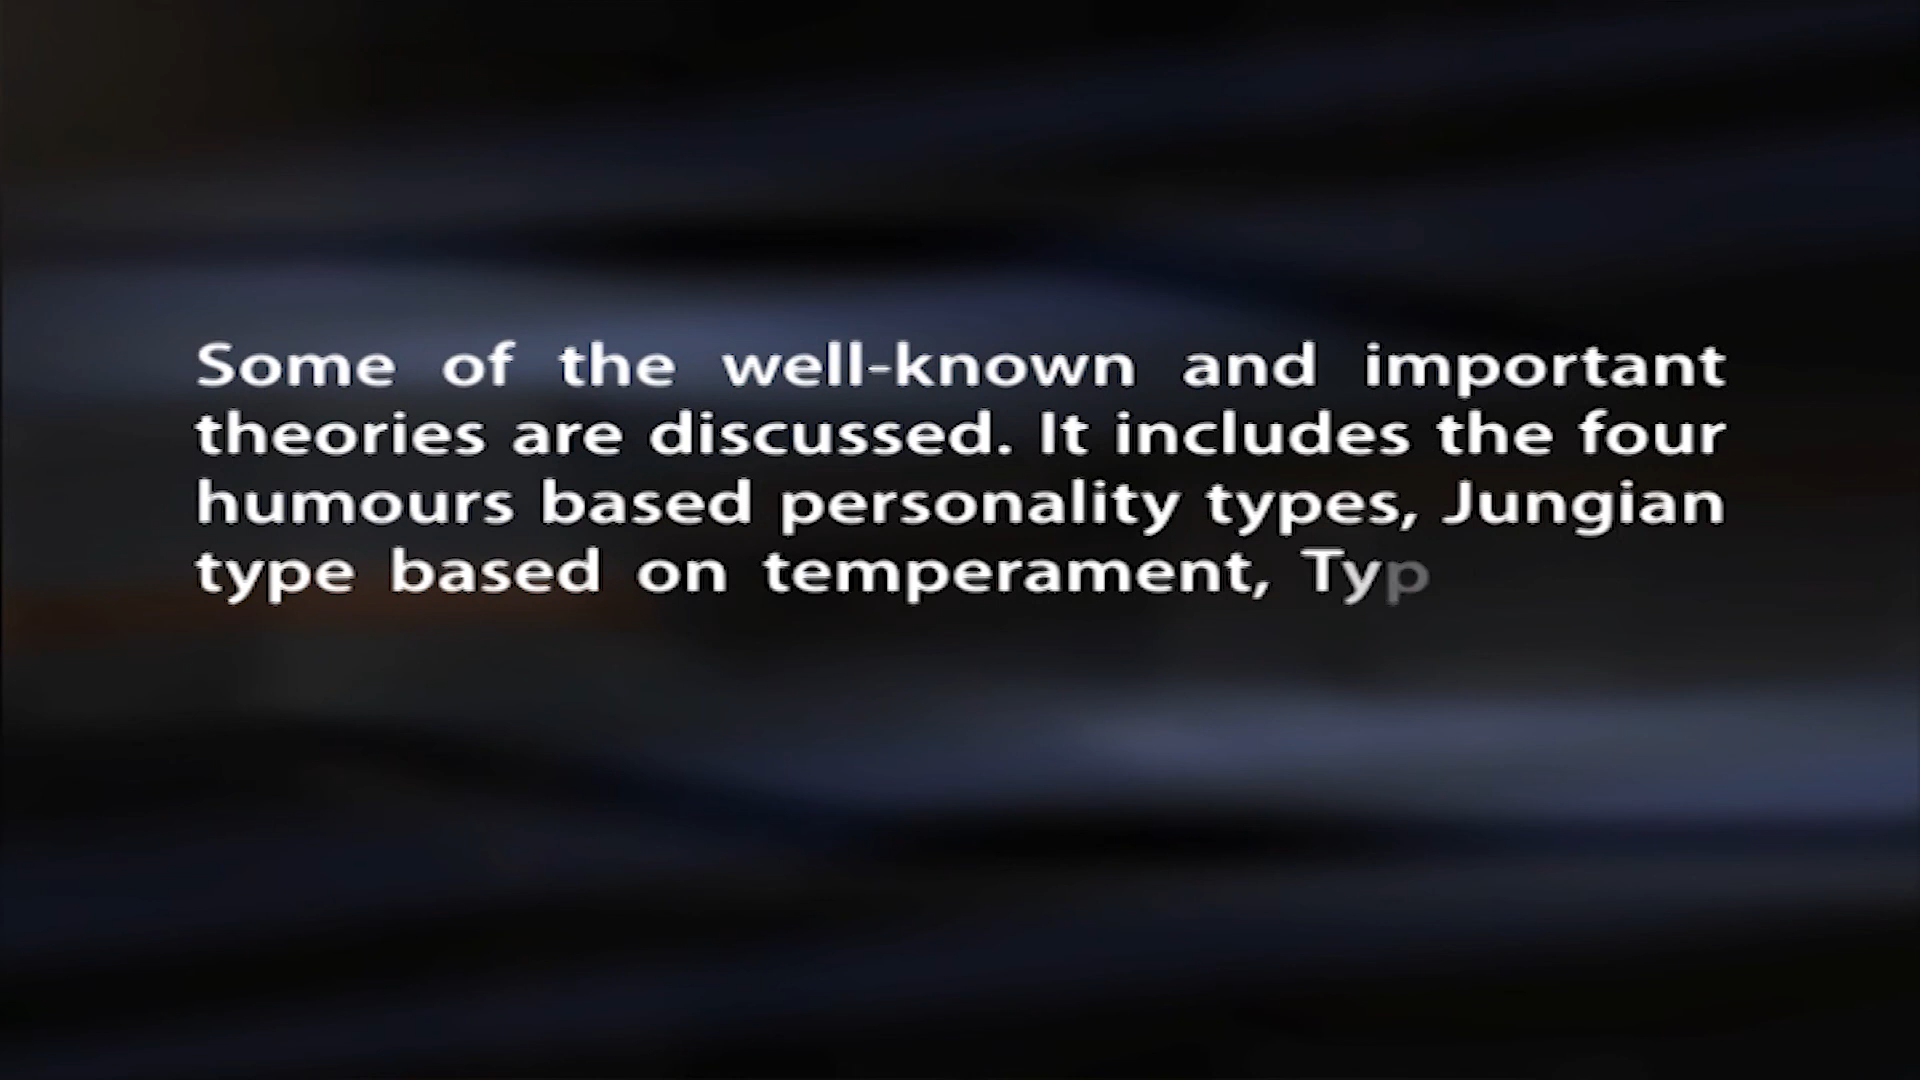 Some of the well-known and important
theories are discussed. It includes the four
humours based personality types, Jungian
type based on temperament, Typ